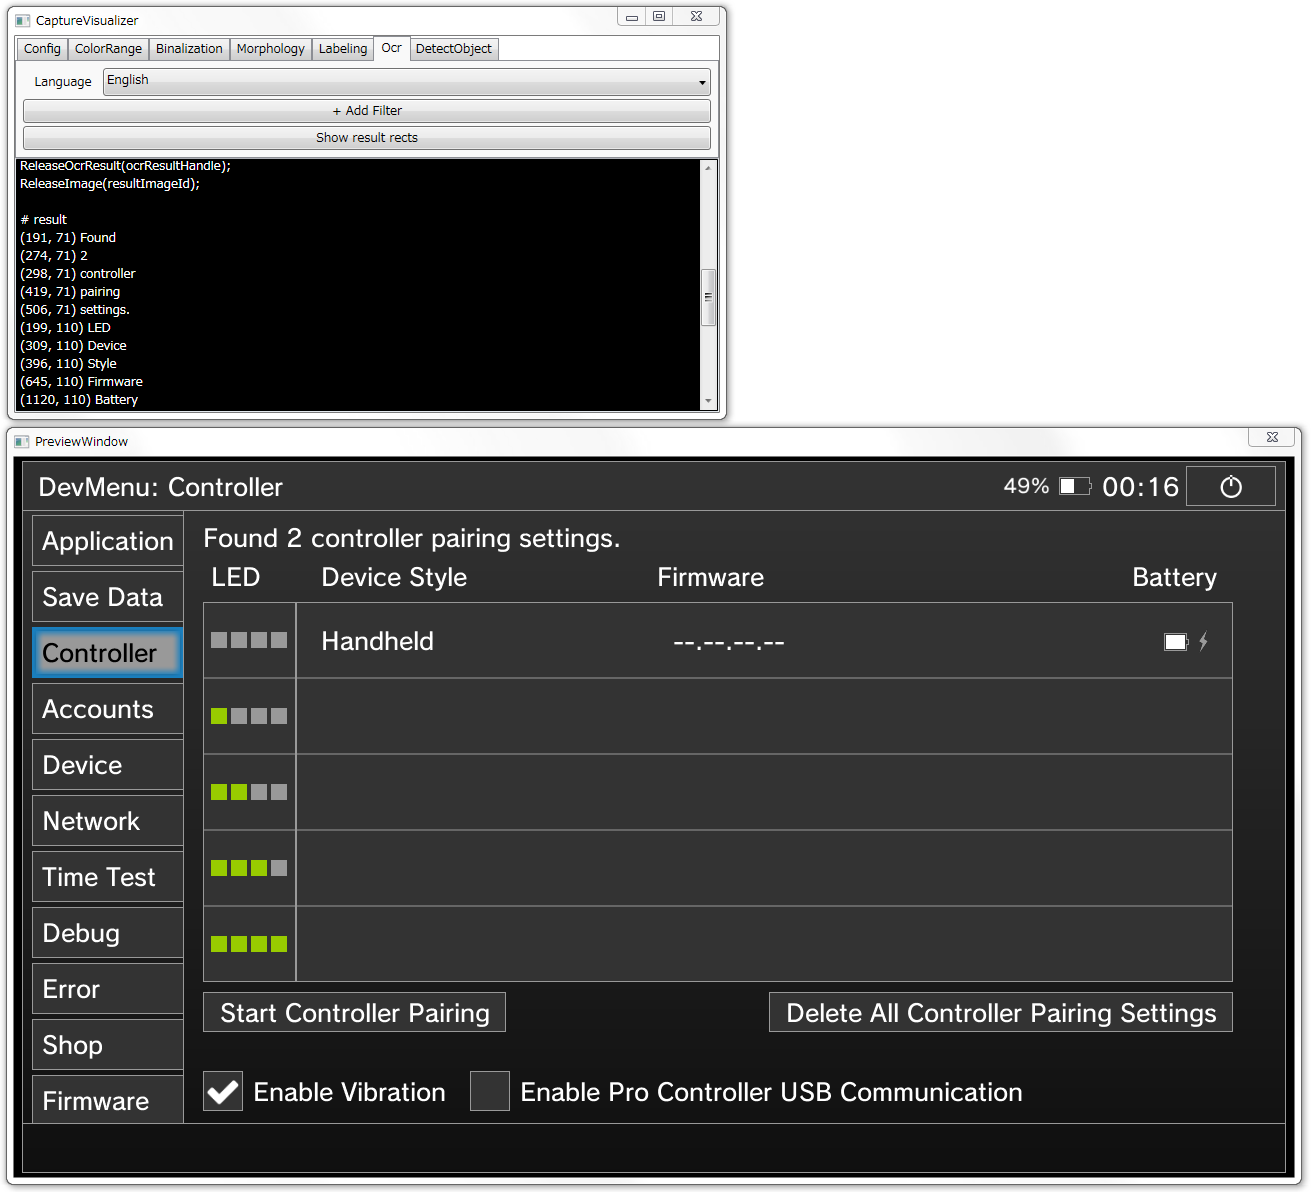 CaptureVisualizer
Config ColorRange Binalization Morphology Labeling Ocr DetectObject
Language English
+ Add Filter
Show result rects
ReleaseOcrResult(ocrResultHandle);
ReleaseImage(resultImageId);
# result
(191, 71) Found
(274, 71) 2
(298, 71) controller
(419, 71) pairing
(506, 71) settings.
(199, 110) LED
(309, 110) Device
(396, 110) Style
(645, 110) Firmware
(1120, 110) Battery
PreviewWindow
DevMenu: Controller 49% 00:16
Application
Save Data
Controller
Accounts
Device
Network
Time Test
Debug
Error
Shop
Firmware
Found 2 controller pairing settings.
LED Device Style Firmware Battery
Handheld --.--.--.--
Start Controller Pairing Delete All Controller Pairing Settings
Enable Vibration Enable Pro Controller USB Communication